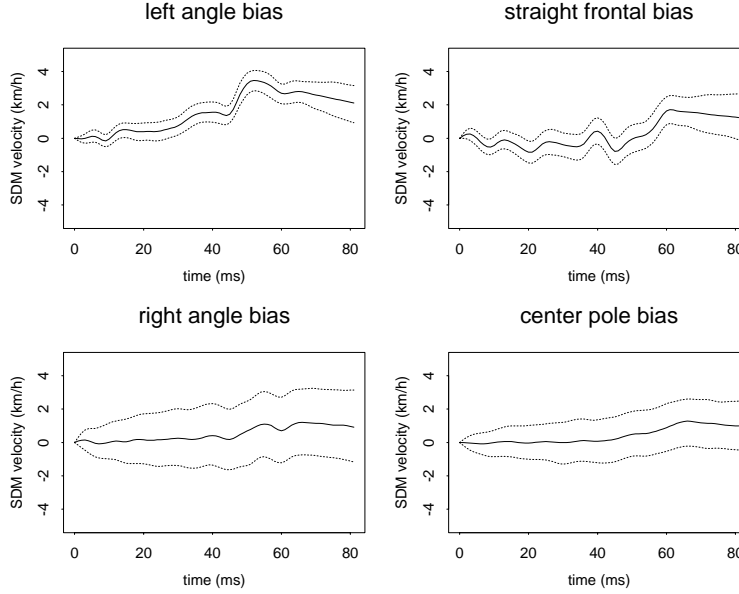 left angle bias
SDM velocity (km/h)
4
2
0
-2
-4
0 20 40 60 80
time (ms)
straight frontal bias
SDM velocity (km/h)
4
2
0
-2
-4
0 20 40 60 80
time (ms)
right angle bias
SDM velocity (km/h)
4
2
0
-2
-4
0 20 40 60 80
time (ms)
center pole bias
SDM velocity (km/h)
4
2
0
-2
-4
0 20 40 60 80
time (ms)